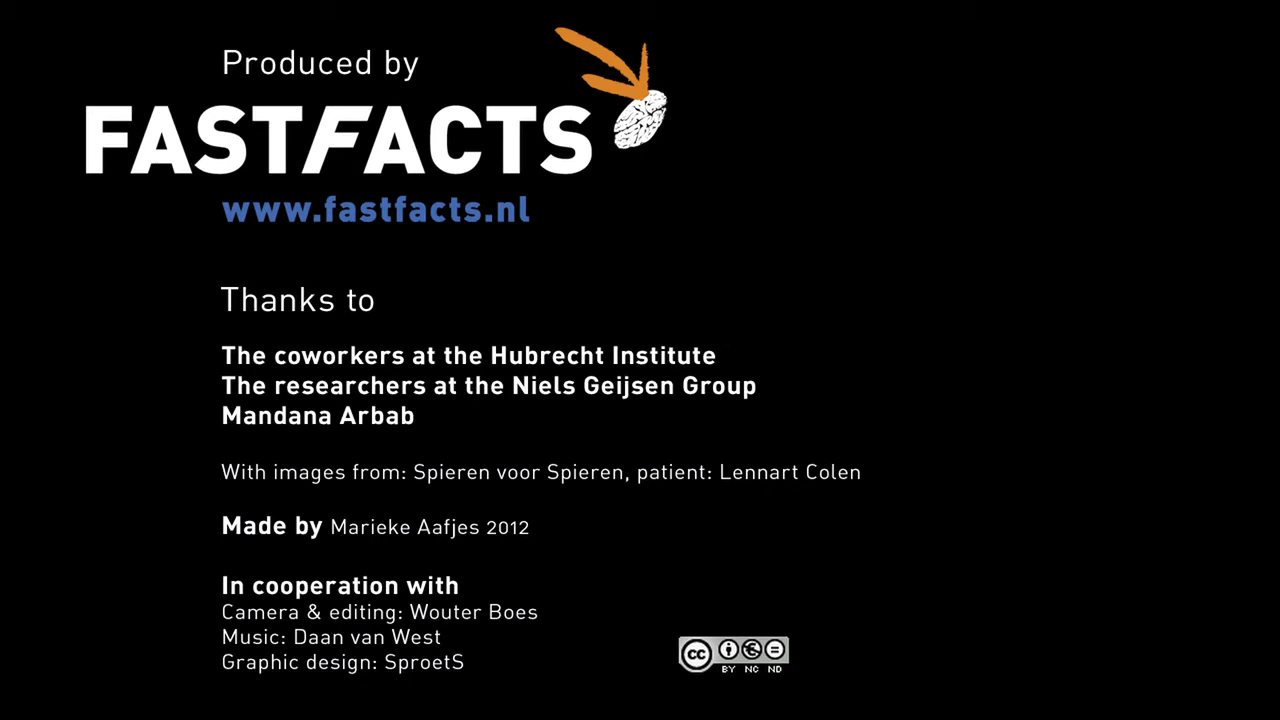 Produced by
FASTFACTS
www.fastfacts.nl
Thanks to
The coworkers at the Hubrecht Institute
The researchers at the Niels Geijsen Group
Mandana Arbab
With images from: Spieren voor Spieren, patient: Lennart Colen
Made by Marieke Aafjes 2012
In cooperation with
Camera & editing: Wouter Boes
Music: Daan van West
Graphic design: SproetS
cc
BY NC ND